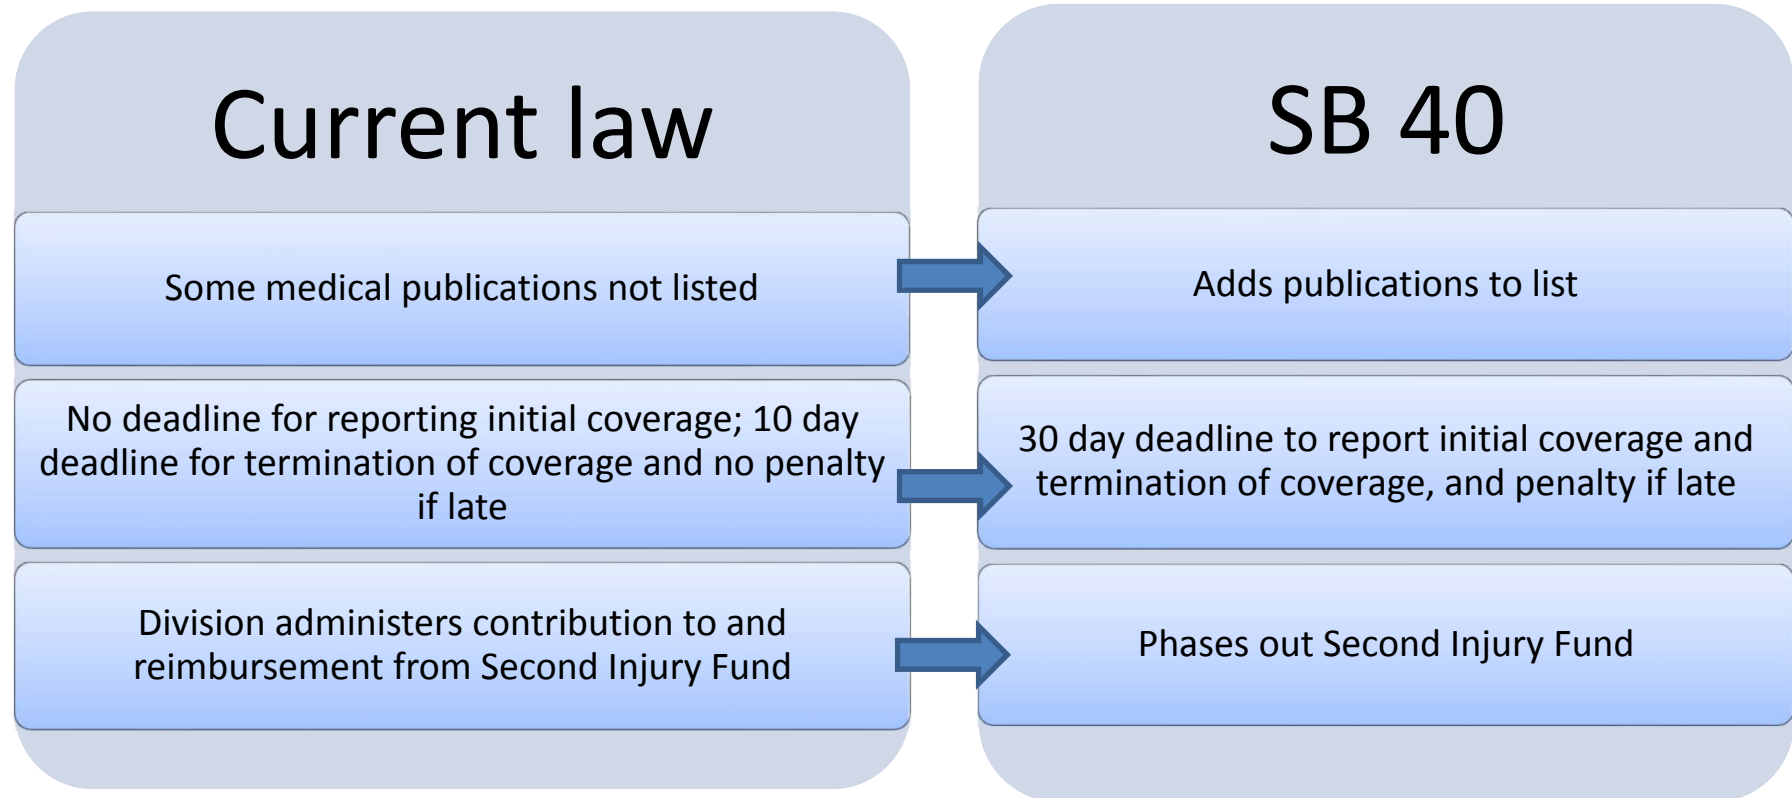 Current law
Some medical publications not listed
No deadline for reporting initial coverage; 10 day
deadline for termination of coverage and no penalty
if late
Division administers contribution to and
reimbursement from Second Injury Fund
SB 40
Adds publications to list
30 day deadline to report initial coverage and
termination of coverage, and penalty if late
Phases out Second Injury Fund